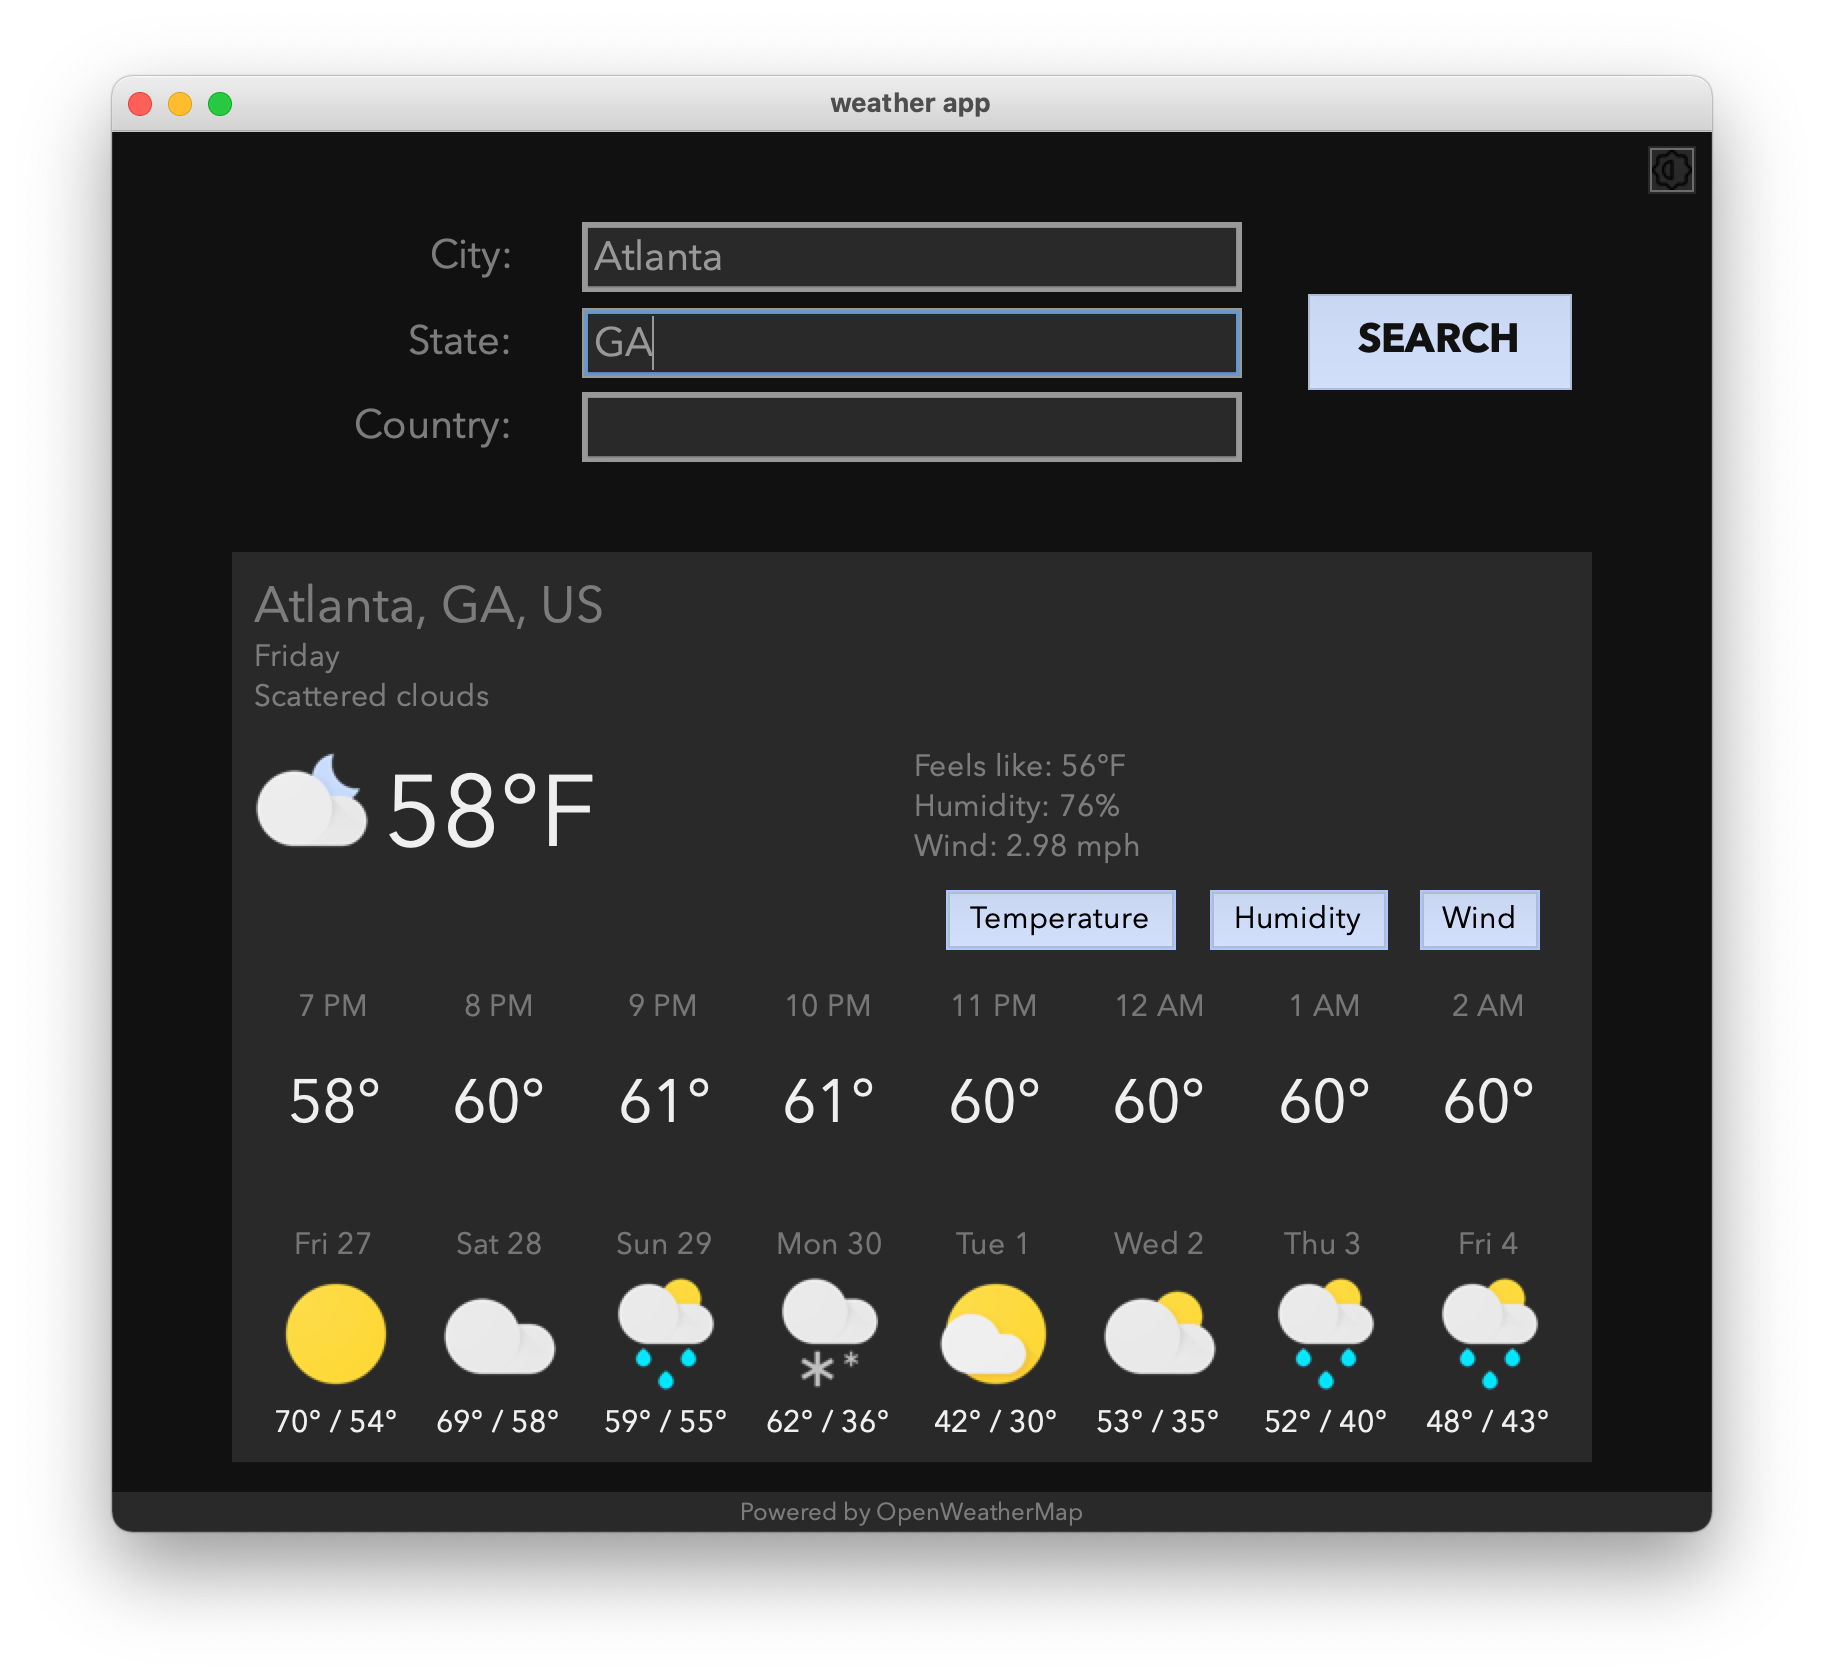 weather app
City:
Atlanta
State:
GA
SEARCH
Country:
Atlanta, GA, US
Friday
Scattered clouds
58°F
Feels like: 56°F
Humidity: 76%
Wind: 2.98 mph
Temperature Humidity Wind
7 PM 8 PM 9 PM 10 PM 11 PM 12 AM 1 AM 2 AM
58° 60° 61° 61° 60° 60° 60° 60°
Fri 27 Sat 28 Sun 29 Mon 30 Tue 1 Wed 2 Thu 3 Fri 4
70° / 54° 69° / 58° 59° / 55° 62° / 36° 42° / 30° 53° / 35° 52° / 40° 48° / 43°
Powered by OpenWeatherMap